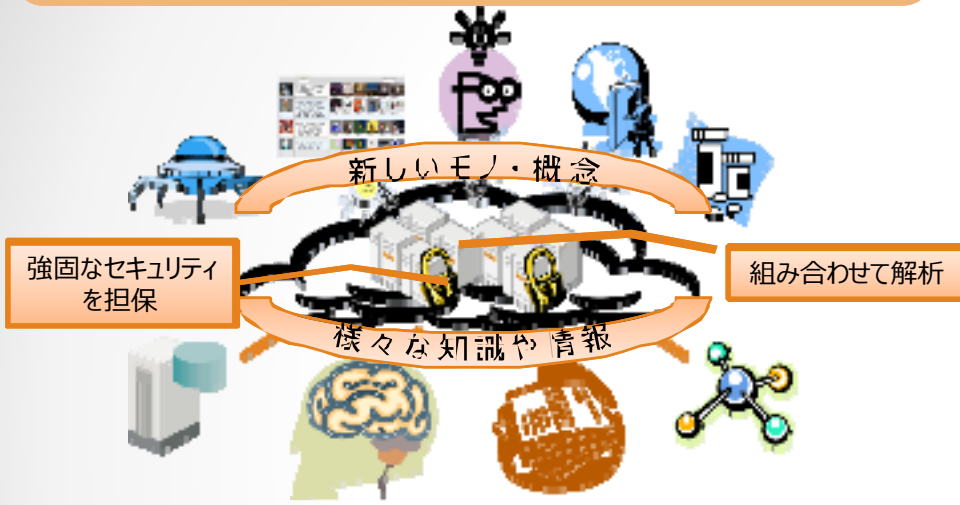 新しいモノ・概念
強固なセキュリティ
を担保
組み合わせて解析
様々な知識や情報